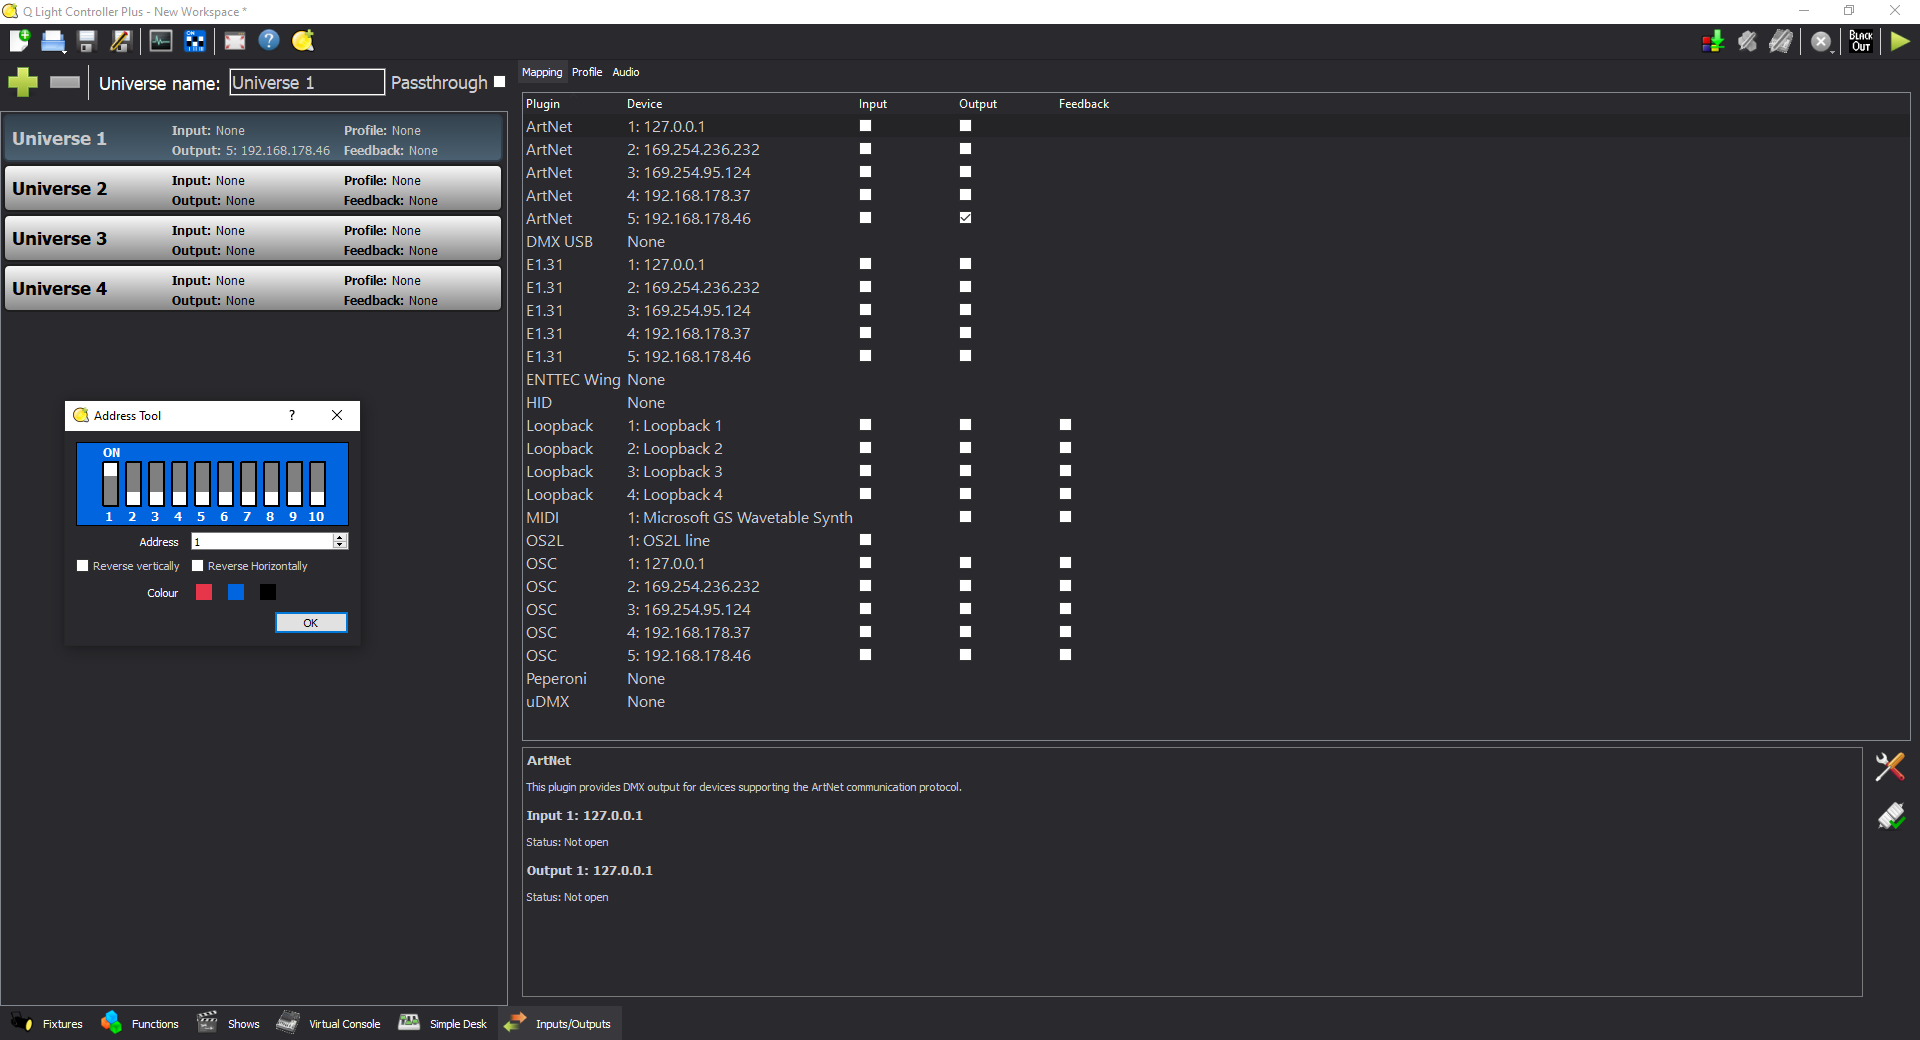 Q Light Controller Plus - New Workspace *
BLACK OUT
Universe name: Universe 1 Passthrough
Universe 1 Input: None Profile: None
Output: 5: 192.168.178.46 Feedback: None
Universe 2 Input: None Profile: None
Output: None Feedback: None
Universe 3 Input: None Profile: None
Output: None Feedback: None
Universe 4 Input: None Profile: None
Output: None Feedback: None
Address Tool ?
ON
1 2 3 4 5 6 7 8 9 10
Address 1
Reverse vertically Reverse Horizontally
Colour
OK
Mapping Profile Audio
Plugin Device Input Output Feedback
ArtNet 1: 127.0.0.1
ArtNet 2: 169.254.236.232
ArtNet 3: 169.254.95.124
ArtNet 4: 192.168.178.37
ArtNet 5: 192.168.178.46
DMX USB None
E1.31 1: 127.0.0.1
E1.31 2: 169.254.236.232
E1.31 3: 169.254.95.124
E1.31 4: 192.168.178.37
E1.31 5: 192.168.178.46
ENTTEC Wing None
HID None
Loopback 1: Loopback 1
Loopback 2: Loopback 2
Loopback 3: Loopback 3
Loopback 4: Loopback 4
MIDI 1: Microsoft GS Wavetable Synth
OS2L 1: OS2L line
OSC 1: 127.0.0.1
OSC 2: 169.254.236.232
OSC 3: 169.254.95.124
OSC 4: 192.168.178.37
OSC 5: 192.168.178.46
Peperoni None
uDMX None
ArtNet
This plugin provides DMX output for devices supporting the ArtNet communication protocol.
Input 1: 127.0.0.1
Status: Not open
Output 1: 127.0.0.1
Status: Not open
Fixtures Functions Shows Virtual Console Simple Desk Inputs/Outputs